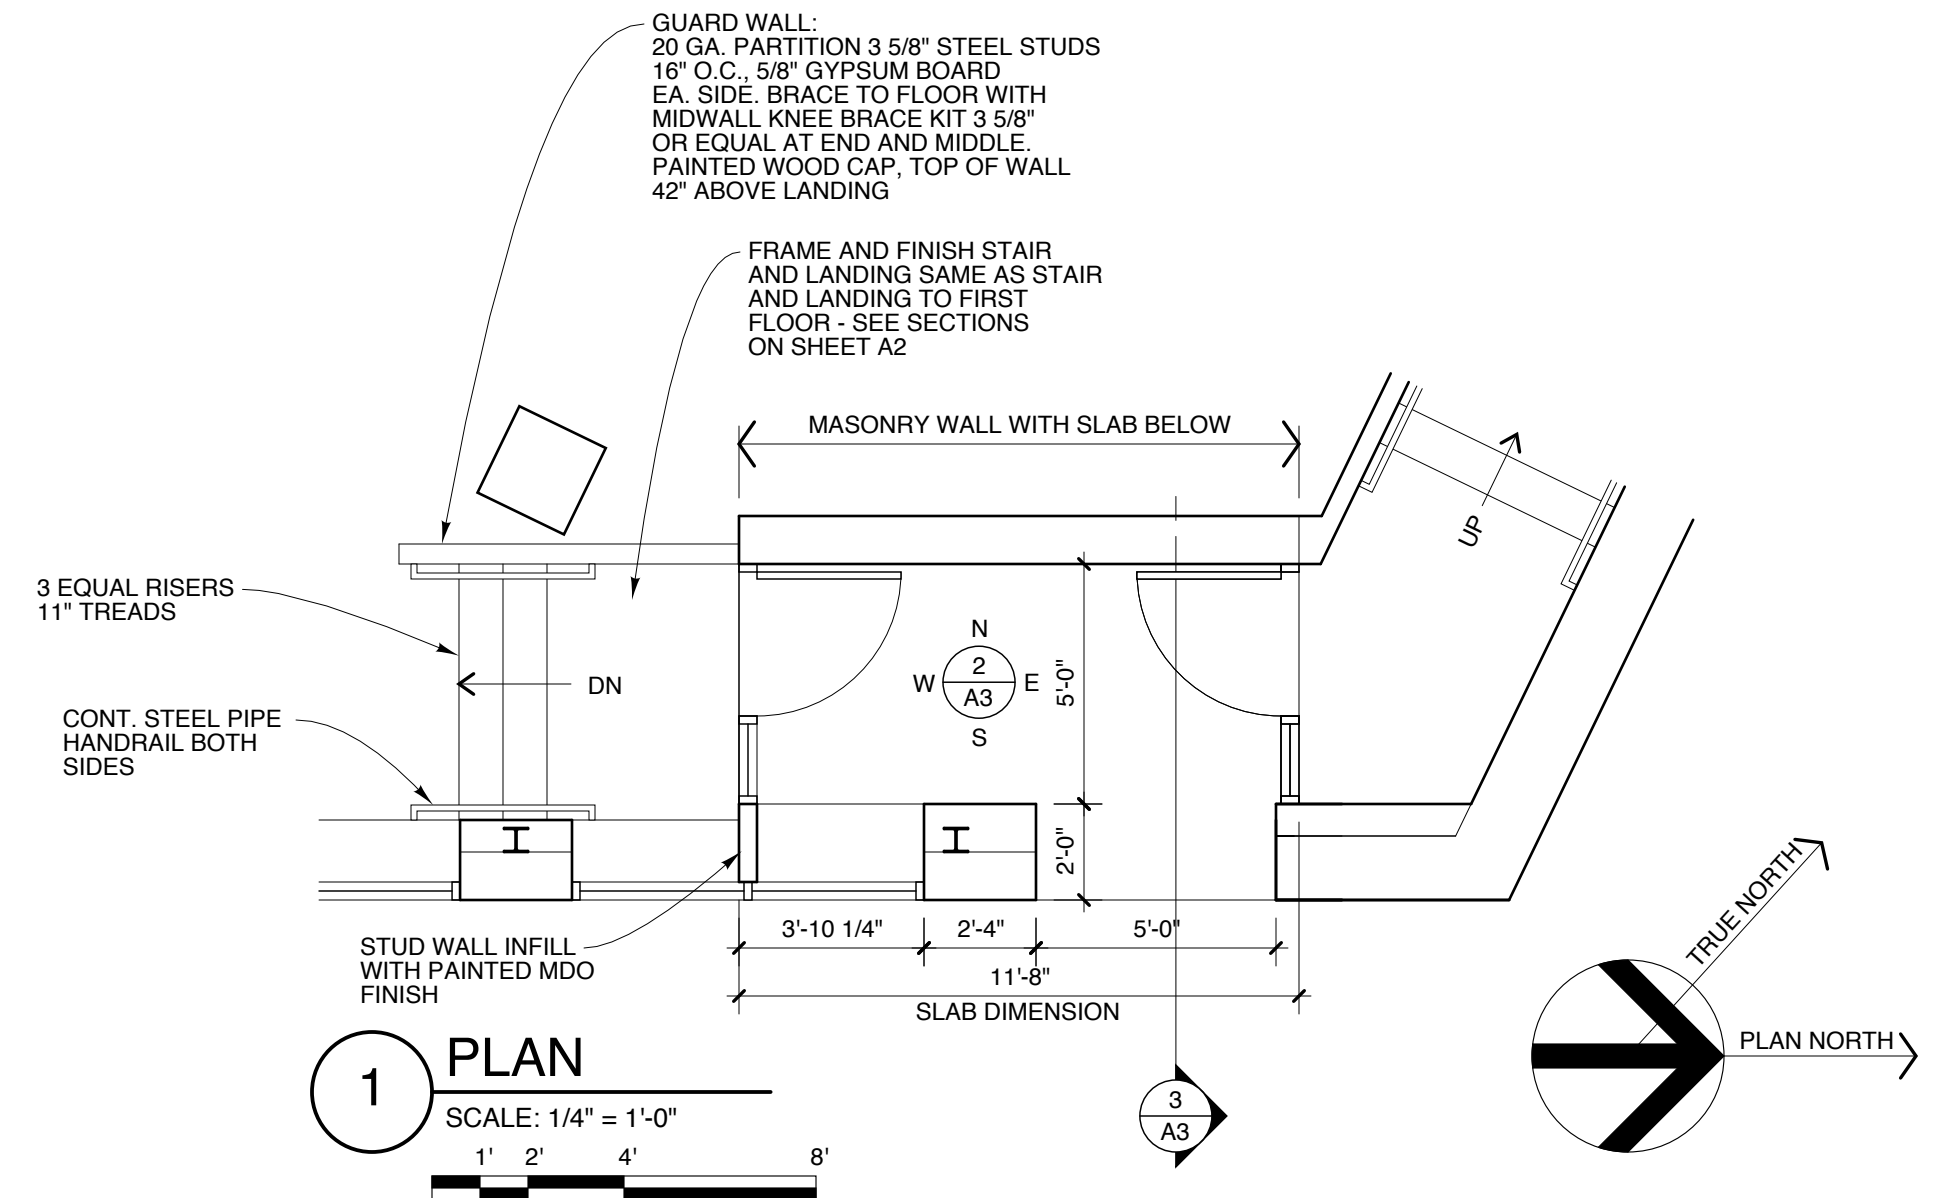 GUARD WALL:
20 GA. PARTITION 3 5/8" STEEL STUDS
16" O.C., 5/8" GYPSUM BOARD
EA. SIDE. BRACE TO FLOOR WITH
MIDWALL KNEE BRACE KIT 3 5/8"
OR EQUAL AT END AND MIDDLE.
PAINTED WOOD CAP, TOP OF WALL
42" ABOVE LANDING
FRAME AND FINISH STAIR
AND LANDING SAME AS STAIR
AND LANDING TO FIRST
FLOOR - SEE SECTIONS
ON SHEET A2
MASONRY WALL WITH SLAB BELOW
UP
3 EQUAL RISERS
11" TREADS
DN
CONT. STEEL PIPE
HANDRAIL BOTH
SIDES
N
W
2
A3
E
S
5'-0"
2'-0"
3'-10 1/4"
2'-4"
5'-0"
11'-8"
SLAB DIMENSION
STUD WALL INFILL
WITH PAINTED MDO
FINISH
TRUE NORTH
PLAN NORTH
1
PLAN
SCALE: 1/4" = 1'-0"
1' 2' 4' 8'
3
A3